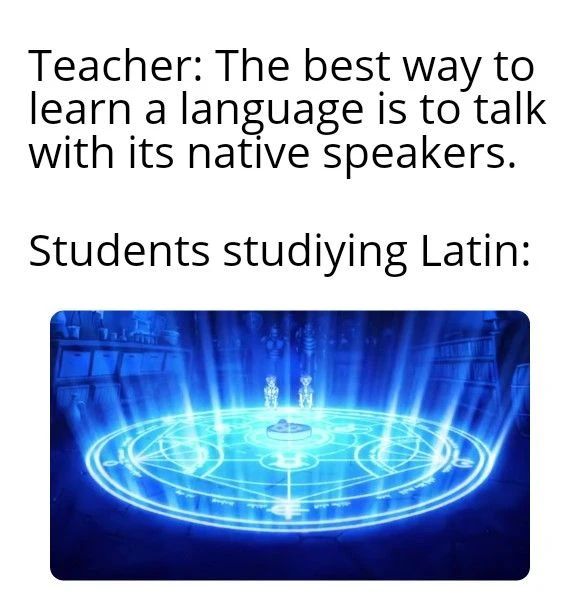 Teacher: The best way to
learn a language is to talk
with its native speakers.
Students studiying Latin: